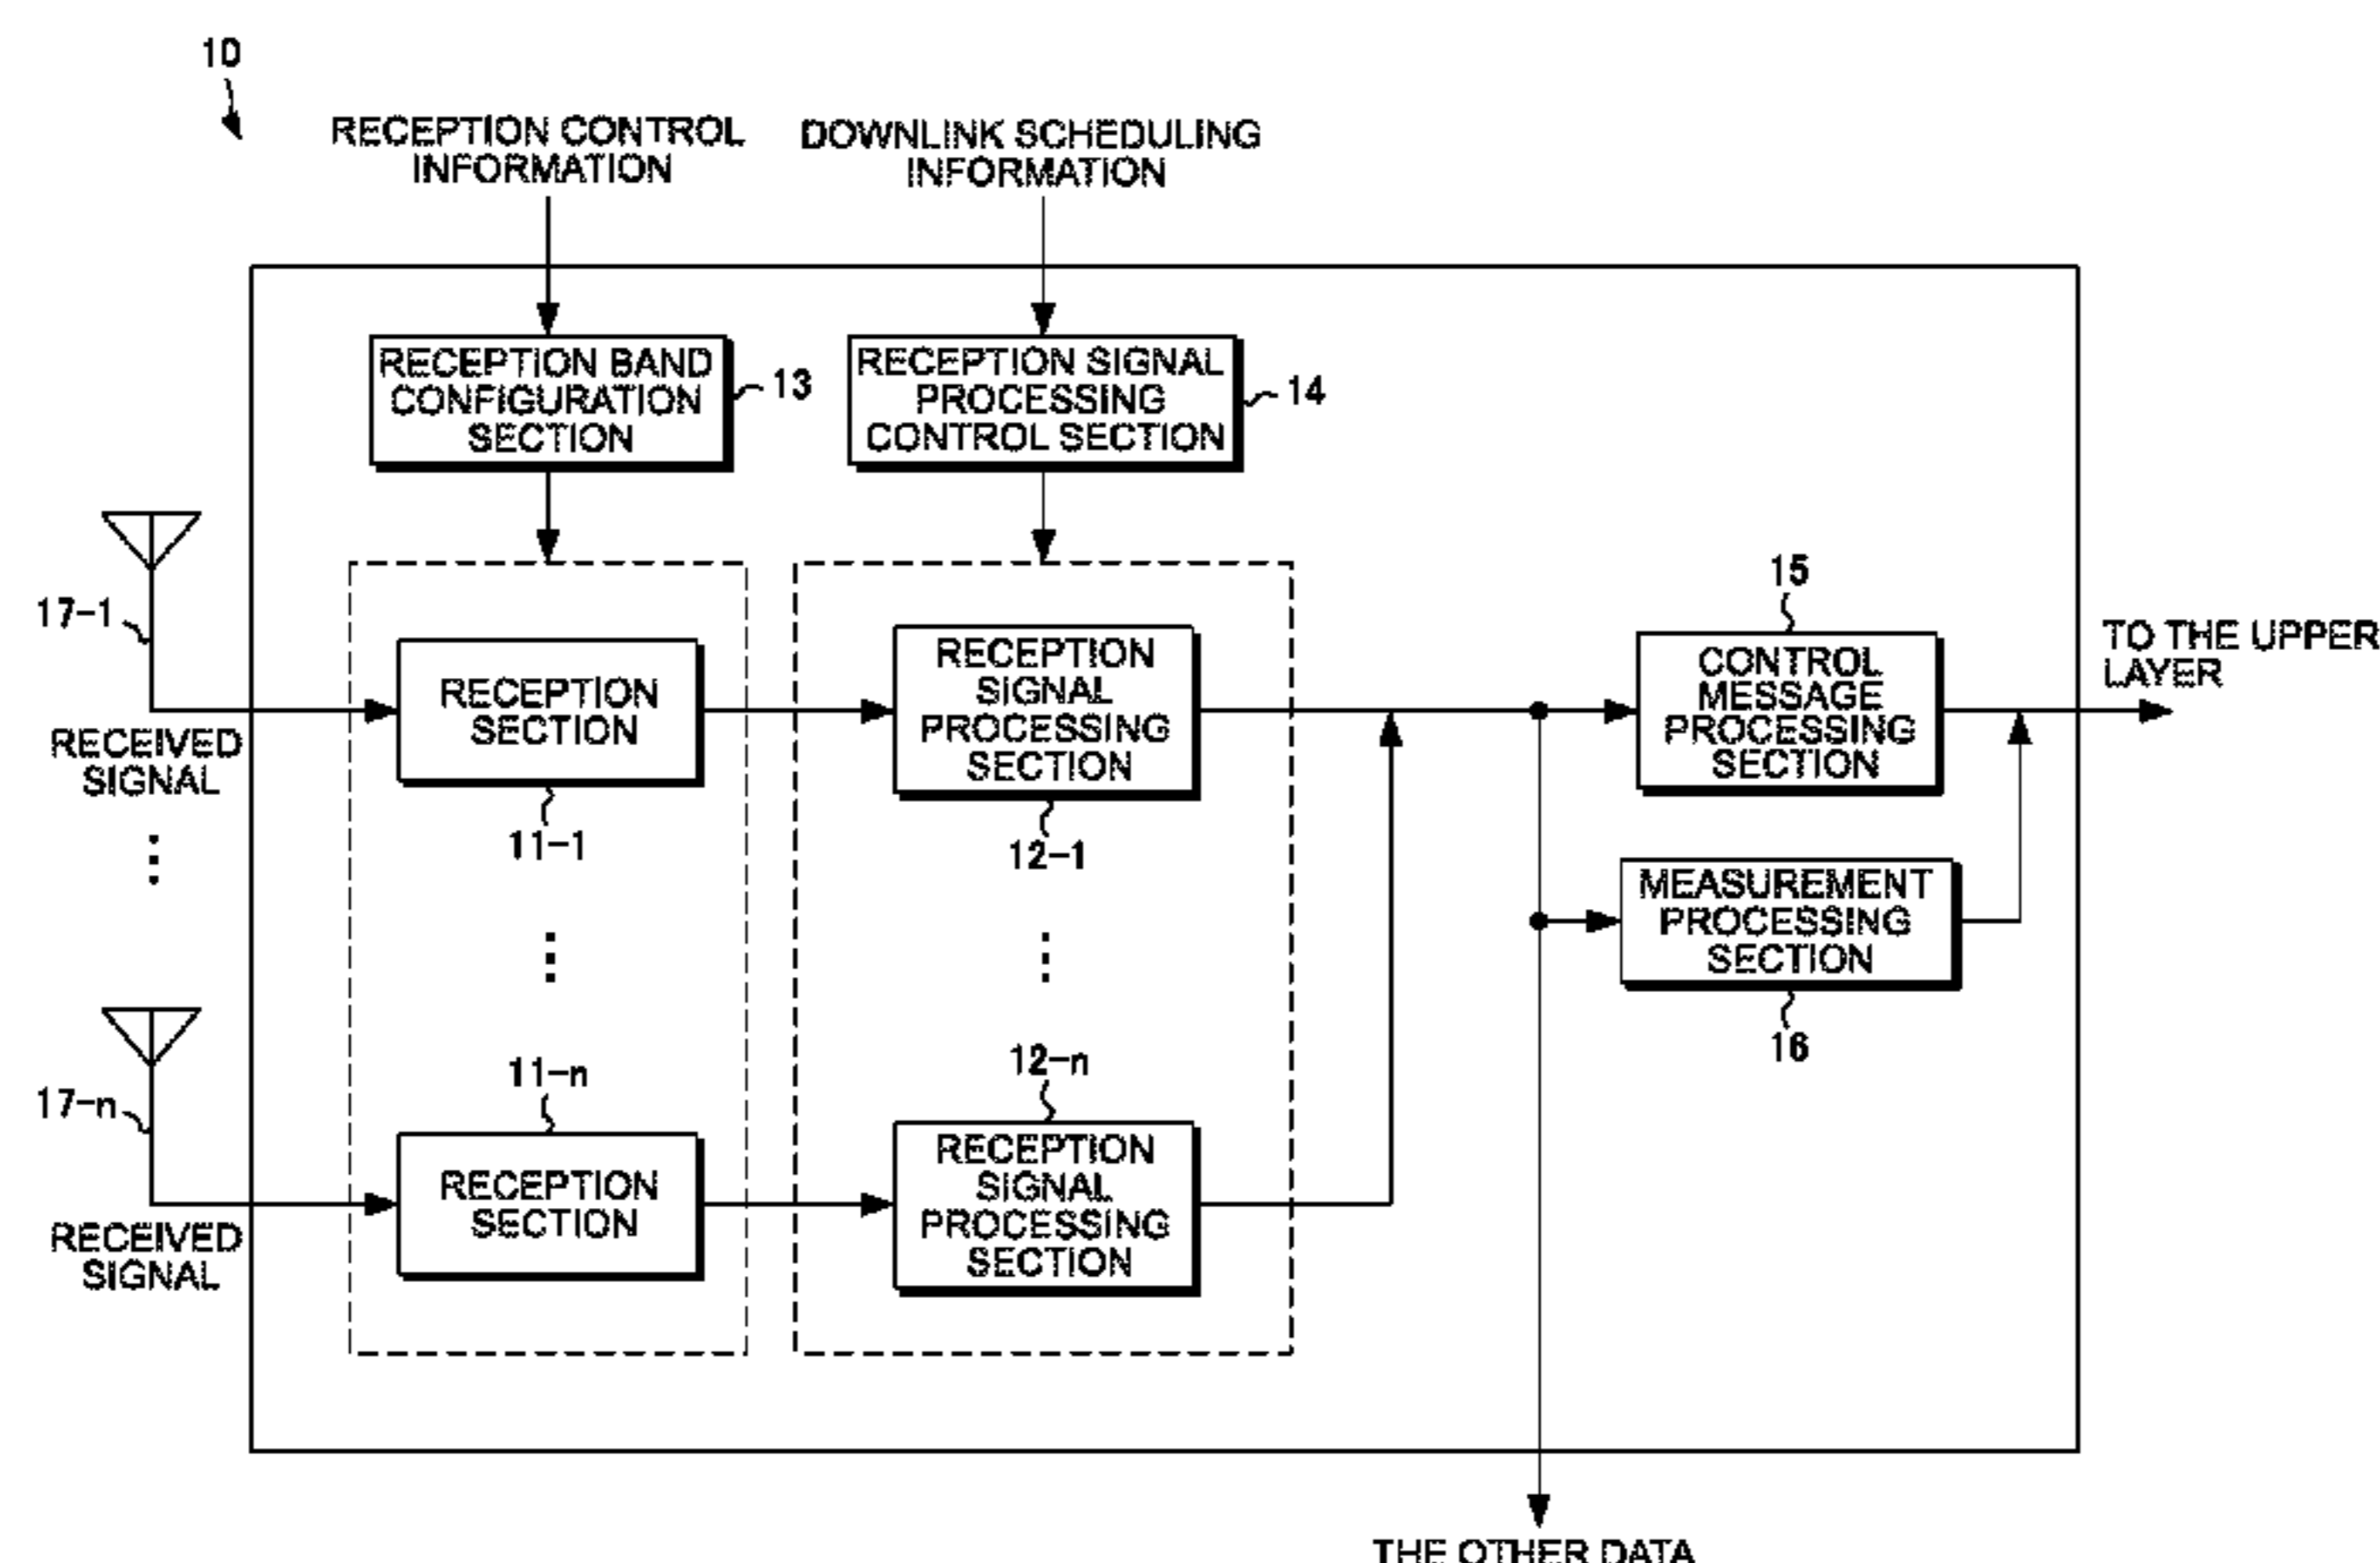 10
RECEPTION CONTROL
INFORMATION
DOWNLINK SCHEDULING
INFORMATION
RECEPTION BAND
CONFIGURATION
SECTION
13
RECEPTION SIGNAL
PROCESSING
CONTROL SECTION
14
17-1
RECEIVED
SIGNAL
RECEPTION
SECTION
11-1
RECEPTION
SIGNAL
PROCESSING
SECTION
12-1
15
CONTROL
MESSAGE
PROCESSING
SECTION
TO THE UPPER
LAYER
MEASUREMENT
PROCESSING
SECTION
16
17-n
RECEIVED
SIGNAL
11-n
RECEPTION
SECTION
12-n
RECEPTION
SIGNAL
PROCESSING
SECTION
THE OTHER DATA